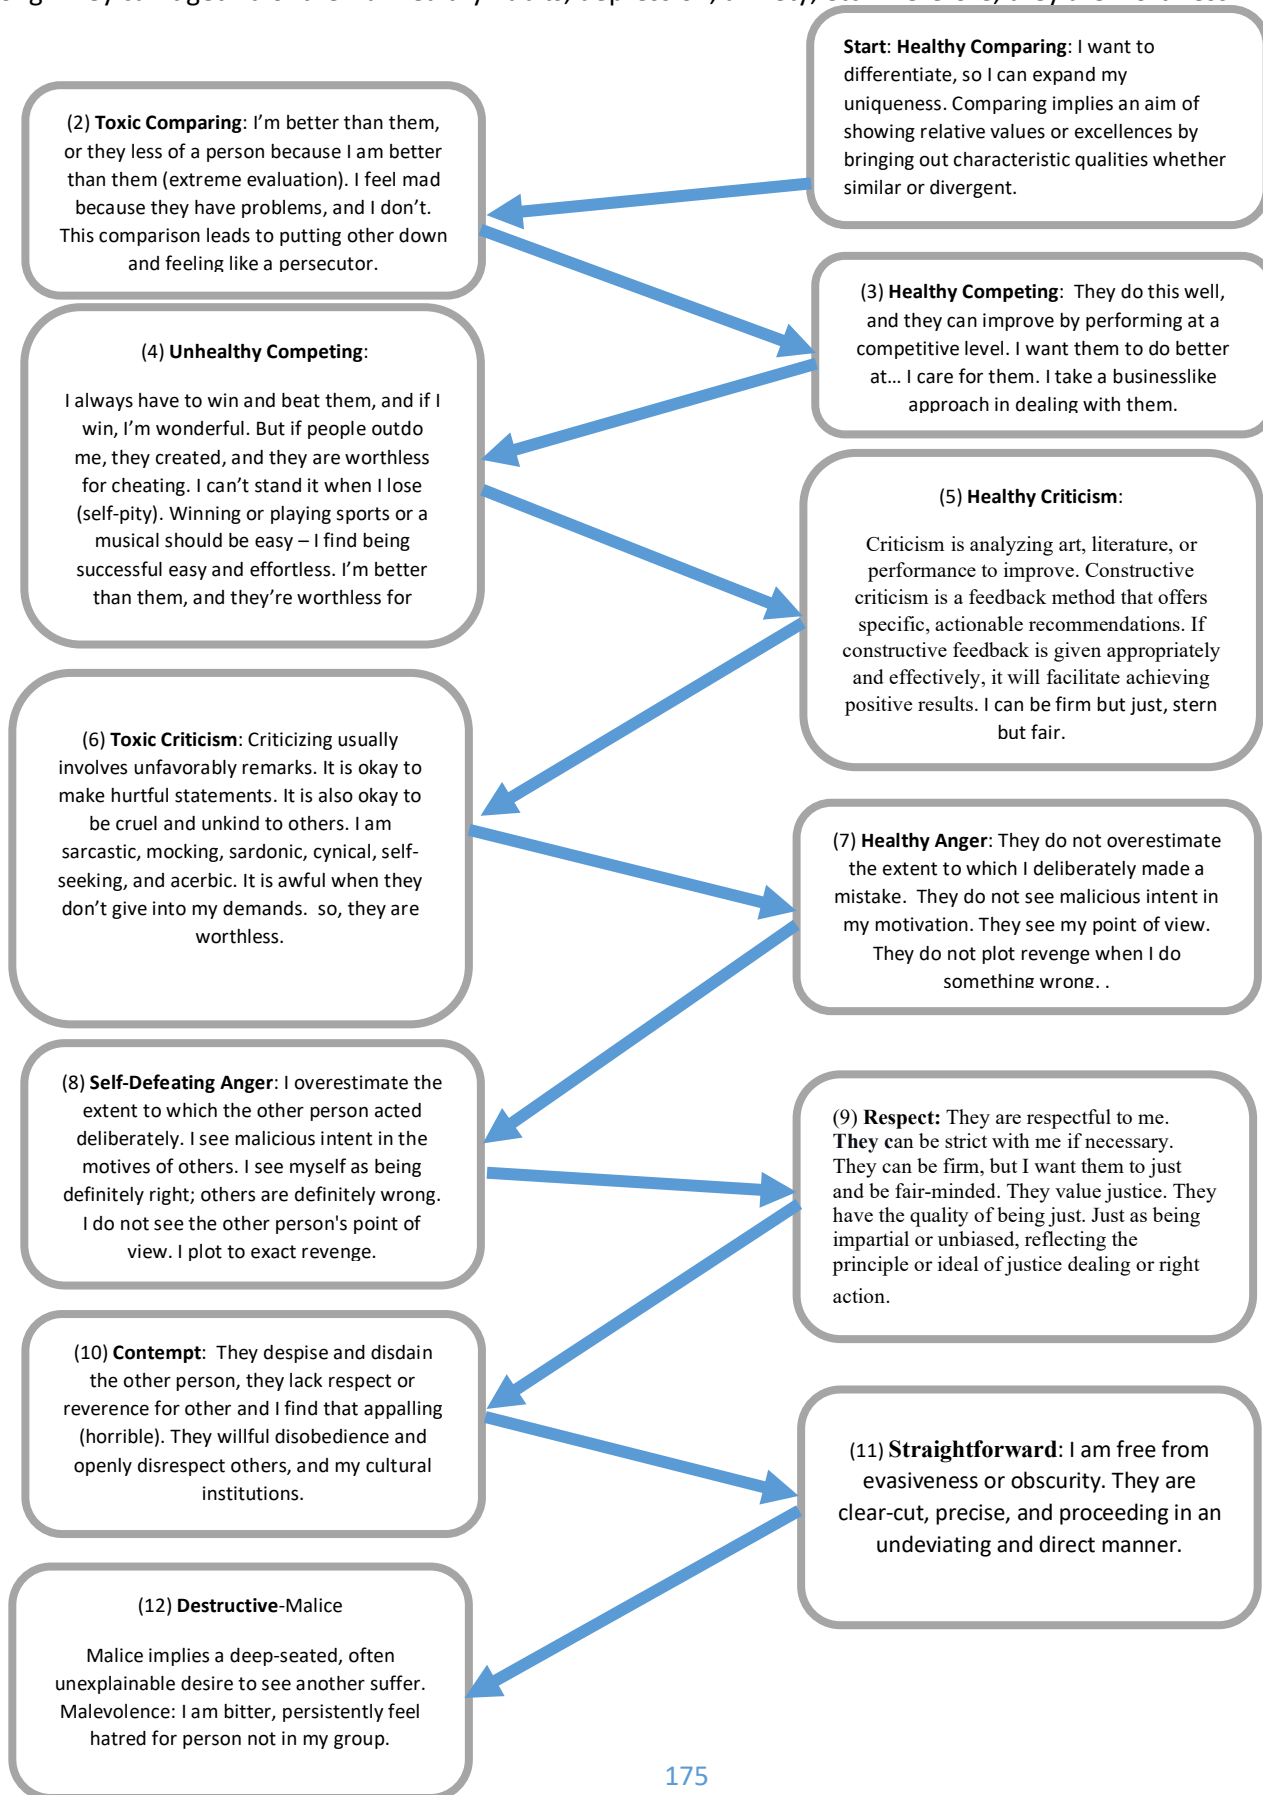 Start: Healthy Comparing: I want to
differentiate, so I can expand my
uniqueness. Comparing implies an aim of
showing relative values or excellences by
bringing out characteristic qualities whether
similar or divergent.
(2) Toxic Comparing: I'm better than them,
or they less of a person because I am better
than them (extreme evaluation). I feel mad
because they have problems, and I don't.
This comparison leads to putting other down
and feeling like a persecutor.
(3) Healthy Competing: They do this well,
and they can improve by performing at a
competitive level. I want them to do better
at... I care for them. I take a businesslike
approach in dealing with them.
(4) Unhealthy Competing:
I always have to win and beat them, and if I
win, I'm wonderful. But if people outdo
me, they created, and they are worthless
for cheating. I can't stand it when I lose
(self-pity). Winning or playing sports or a
musical should be easy – I find being
successful easy and effortless. I'm better
than them, and they're worthless for
(5) Healthy Criticism:
Criticism is analyzing art, literature, or
performance to improve. Constructive
criticism is a feedback method that offers
specific, actionable recommendations. If
constructive feedback is given appropriately
and effectively, it will facilitate achieving
positive results. I can be firm but just, stern
but fair.
(6) Toxic Criticism: Criticizing usually
involves unfavorably remarks. It is okay to
make hurtful statements. It is also okay to
be cruel and unkind to others. I am
sarcastic, mocking, sardonic, cynical, self-
seeking, and acerbic. It is awful when they
don't give into my demands. so, they are
worthless.
(7) Healthy Anger: They do not overestimate
the extent to which I deliberately made a
mistake. They do not see malicious intent in
my motivation. They see my point of view.
They do not plot revenge when I do
something wrong. .
(8) Self-Defeating Anger: I overestimate the
extent to which the other person acted
deliberately. I see malicious intent in the
motives of others. I see myself as being
definitely right; others are definitely wrong.
I do not see the other person's point of
view. I plot to exact revenge.
(9) Respect: They are respectful to me.
They can be strict with me if necessary.
They can be firm, but I want them to just
and be fair-minded. They value justice. They
have the quality of being just. Just as being
impartial or unbiased, reflecting the
principle or ideal of justice dealing or right
action.
(10) Contempt: They despise and disdain
the other person, they lack respect or
reverence for other and I find that appalling
(horrible). They willful disobedience and
openly disrespect others, and my cultural
institutions.
(11) Straightforward: I am free from
evasiveness or obscurity. They are
clear-cut, precise, and proceeding in an
undeviating and direct manner.
(12) Destructive-Malice
Malice implies a deep-seated, often
unexplainable desire to see another suffer.
Malevolence: I am bitter, persistently feel
hatred for person not in my group.
175